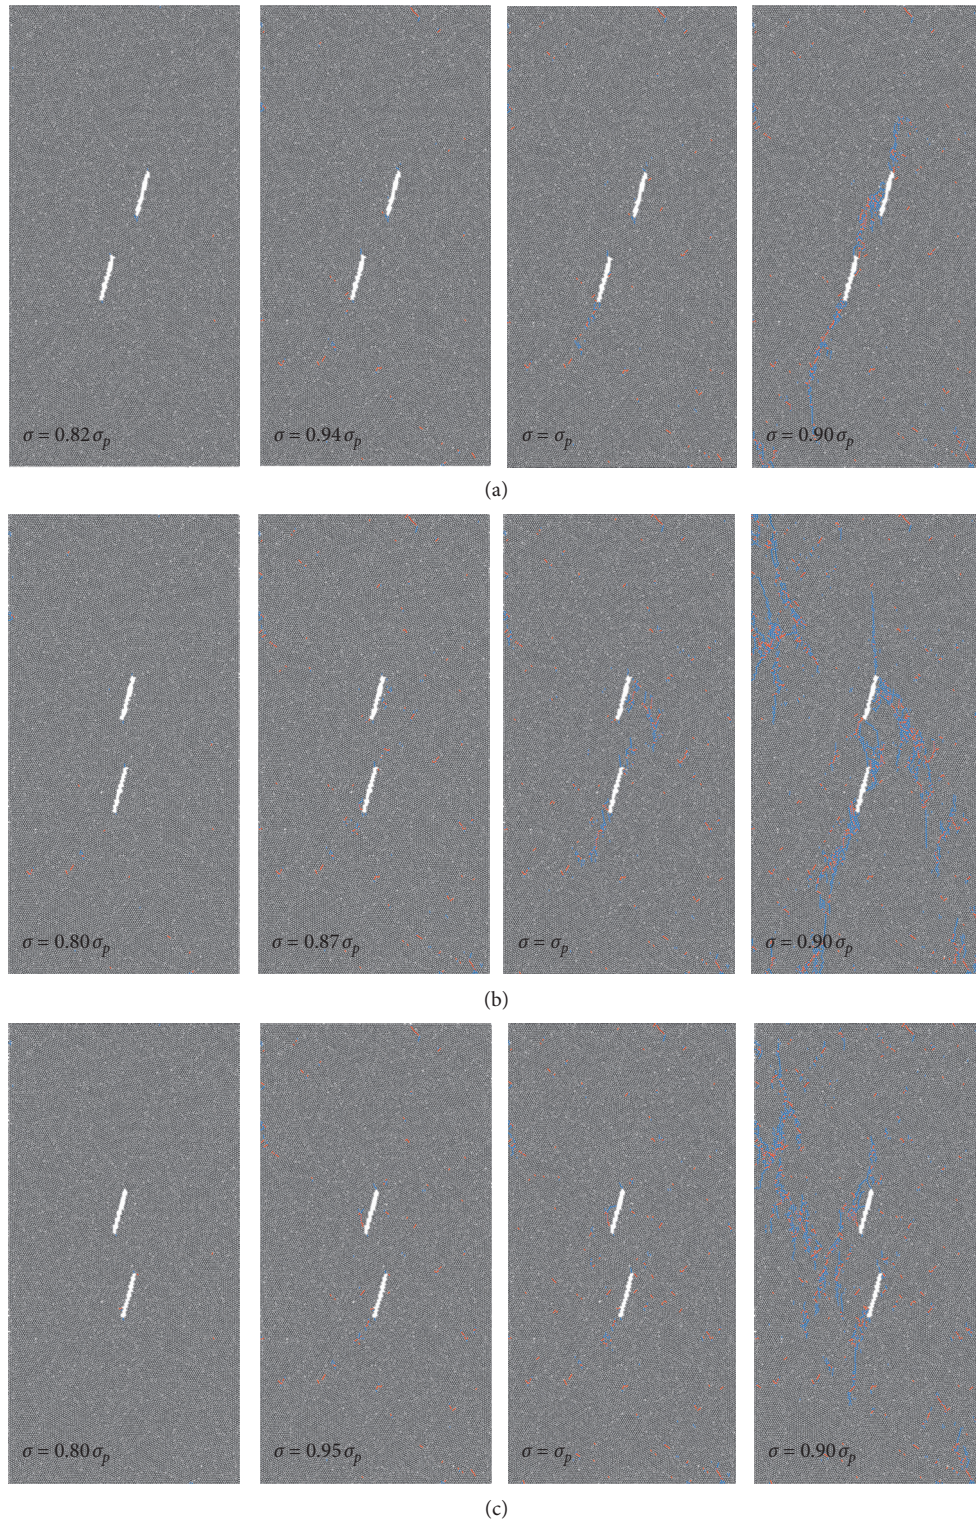 σ = 0.82σₚ
σ = 0.94σₚ
σ = σₚ
σ = 0.90σₚ
(a)
σ = 0.80σₚ
σ = 0.87σₚ
σ = σₚ
σ = 0.90σₚ
(b)
σ = 0.80σₚ
σ = 0.95σₚ
σ = σₚ
σ = 0.90σₚ
(c)